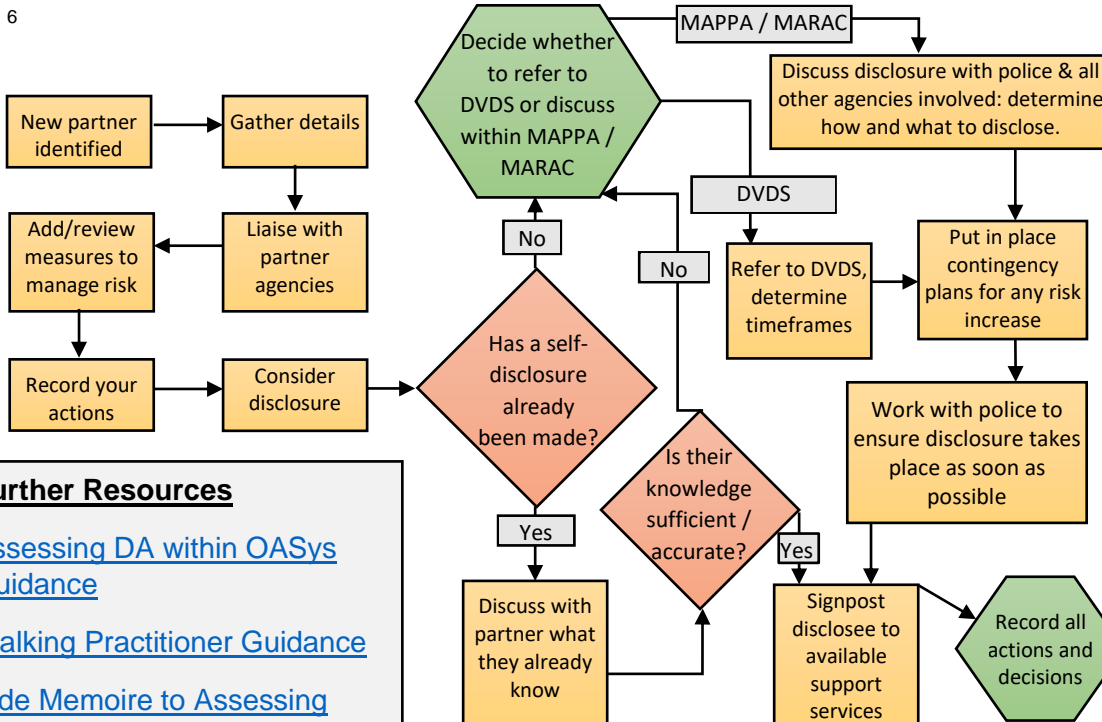 6
New partner
identified
Gather details
Liaise with
partner
agencies
Add/review
measures to
manage risk
Record your
actions
Consider
disclosure
Has a self-
disclosure
already
been made?
No
Yes
Decide whether
to refer to
DVDS or discuss
within MAPPA /
MARAC
MAPPA / MARAC
Discuss disclosure with police & all
other agencies involved: determine
how and what to disclose.
DVDS
Refer to DVDS,
determine
timeframes
Put in place
contingency
plans for any risk
increase
Work with police to
ensure disclosure takes
place as soon as
possible
Discuss with
partner what
they already
know
Is their
knowledge
sufficient /
accurate?
No
Yes
Signpost
disclosee to
available
support
services
Record all
actions and
decisions
urther Resources
ssessing DA within OASys
uidance
alking Practitioner Guidance
de Memoire to Assessing